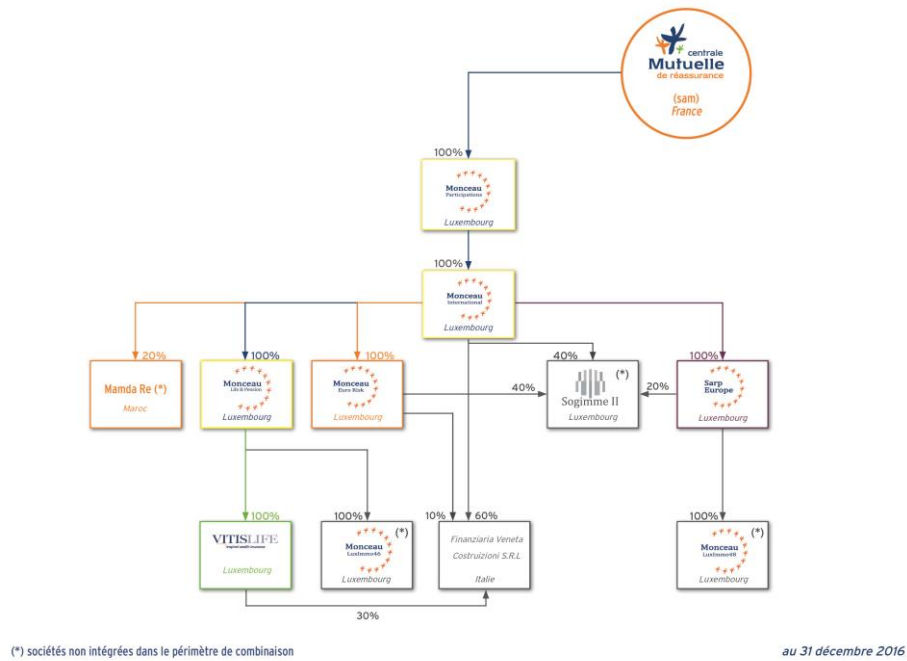 centrale
Mutuelle
de réassurance
(sam)
France
100%
Monceau
Participations
Luxembourg
100%
Monceau
International
Luxembourg
20%
100%
100%
40%
100%
Mamda Re (*)
Maroc
Monceau
Life & Pension
Luxembourg
Monceau
Euro Risk
Luxembourg
40%
(*)
Sogimme II
Luxembourg
20%
Sarp
Europe
Luxembourg
100%
100%
10%
60%
100%
VITISLIFE
Luxembourg
(*)
Monceau
LuxImmo46
Luxembourg
Finanziaria Veneta
Costruizioni S.R.L
Italie
(*)
Monceau
LuxImmo48
Luxembourg
30%
(*) sociétés non intégrées dans le périmètre de combinaison
au 31 décembre 2016